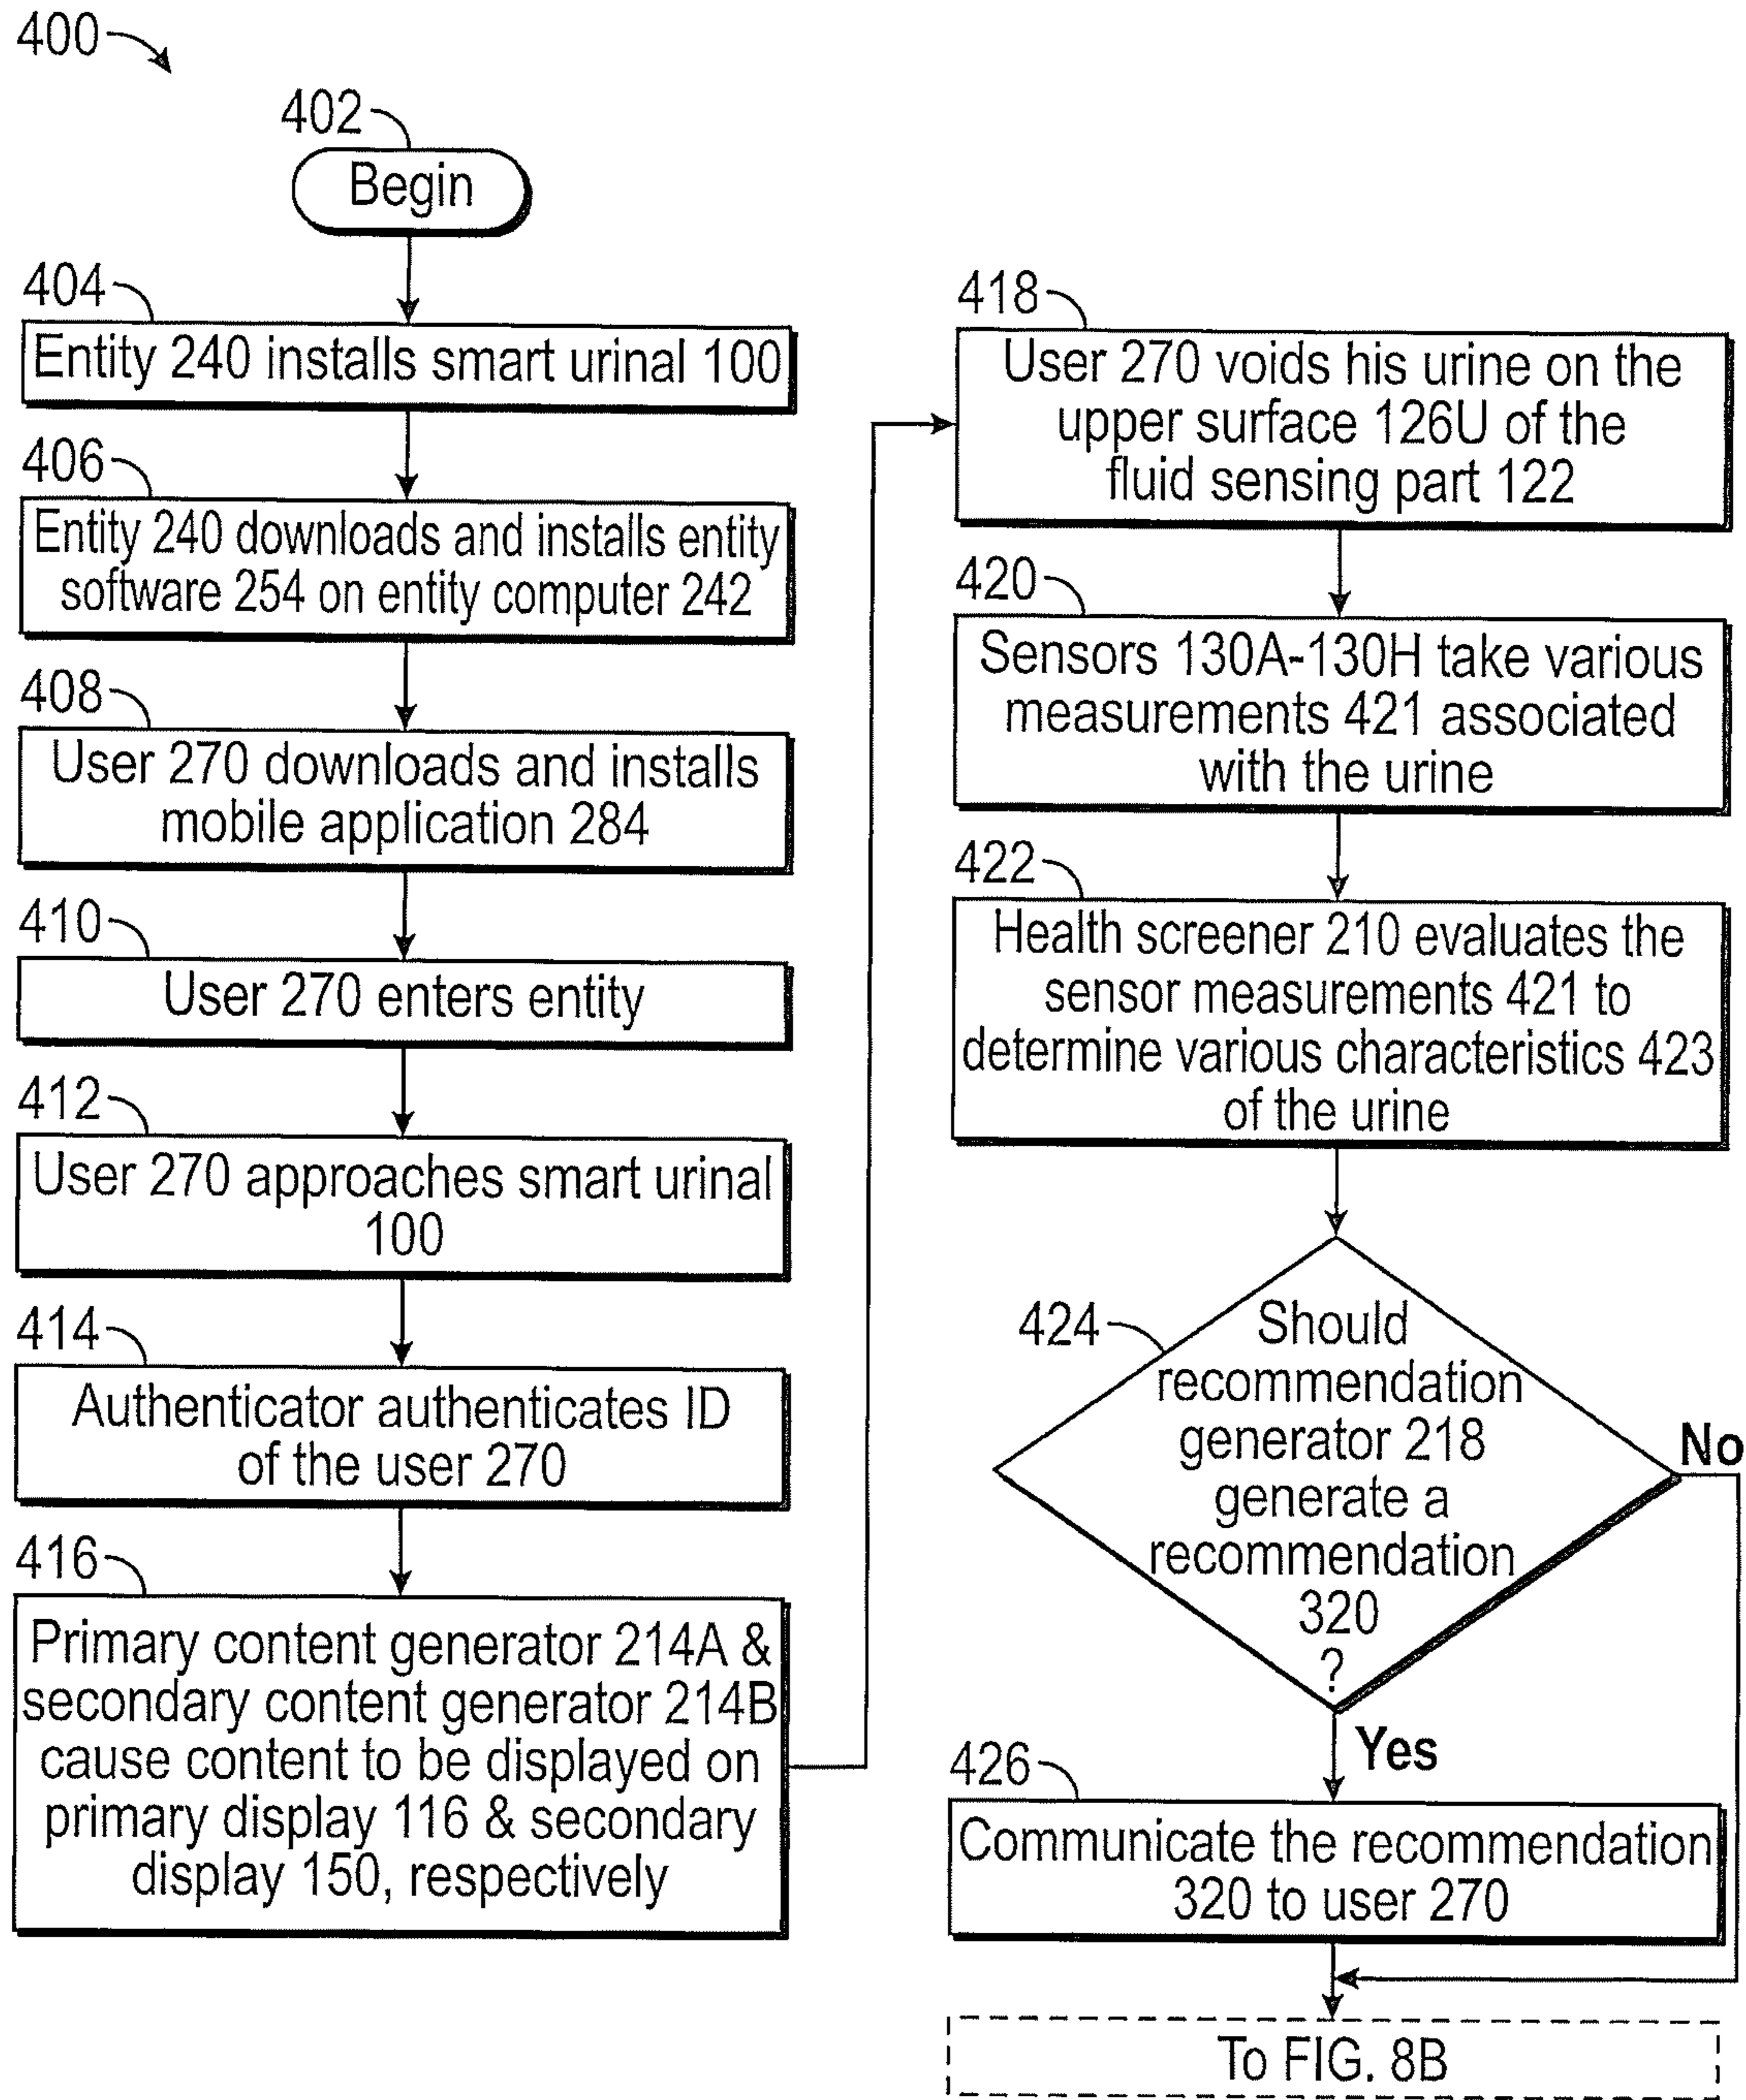 400
402
Begin
404
Entity 240 installs smart urinal 100
406
Entity 240 downloads and installs entity
software 254 on entity computer 242
408
User 270 downloads and installs
mobile application 284
410
User 270 enters entity
412
User 270 approaches smart urinal
100
414
Authenticator authenticates ID
of the user 270
416
Primary content generator 214A &
secondary content generator 214B
cause content to be displayed on
primary display 116 & secondary
display 150, respectively
418
User 270 voids his urine on the
upper surface 126U of the
fluid sensing part 122
420
Sensors 130A-130H take various
measurements 421 associated
with the urine
422
Health screener 210 evaluates the
sensor measurements 421 to
determine various characteristics 423
of the urine
424
Should
recommendation
generator 218
generate a
recommendation
320
?
No
Yes
426
Communicate the recommendation
320 to user 270
To FIG. 8B